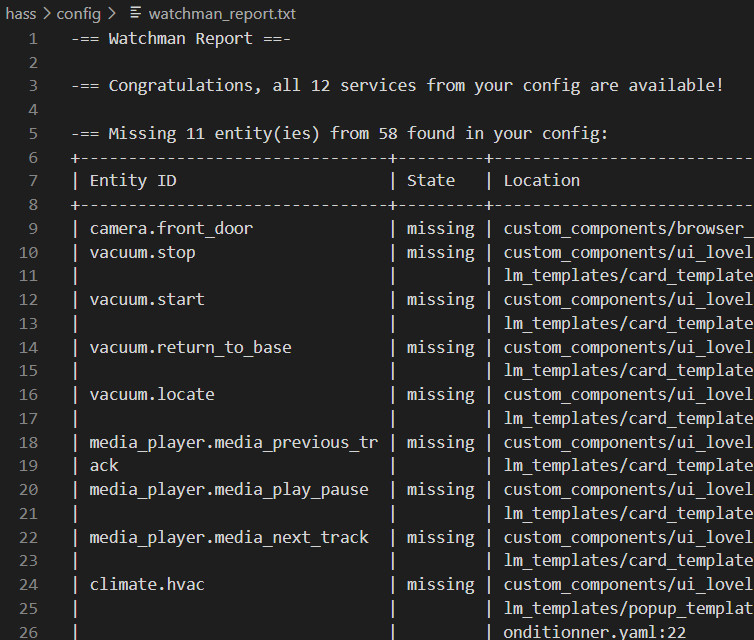 hass > config > watchman_report.txt
1 -== Watchman Report ==-
2
3 -== Congratulations, all 12 services from your config are available!
4
5 -== Missing 11 entity(ies) from 58 found in your config:
6 +--------------------------------+---------+----------------------------
7 | Entity ID | State | Location
8 +--------------------------------+---------+----------------------------
9 | camera.front_door | missing | custom_components/browser_
10 | vacuum.stop | missing | custom_components/ui_lovel
11 | | | lm_templates/card_template
12 | vacuum.start | missing | custom_components/ui_lovel
13 | | | lm_templates/card_template
14 | vacuum.return_to_base | missing | custom_components/ui_lovel
15 | | | lm_templates/card_template
16 | vacuum.locate | missing | custom_components/ui_lovel
17 | | | lm_templates/card_template
18 | media_player.media_previous_tr | missing | custom_components/ui_lovel
19 | ack | | lm_templates/card_template
20 | media_player.media_play_pause | missing | custom_components/ui_lovel
21 | | | lm_templates/card_template
22 | media_player.media_next_track | missing | custom_components/ui_lovel
23 | | | lm_templates/card_template
24 | climate.hvac | missing | custom_components/ui_lovel
25 | | | lm_templates/popup_templat
26 | | | onditionner.yaml:22